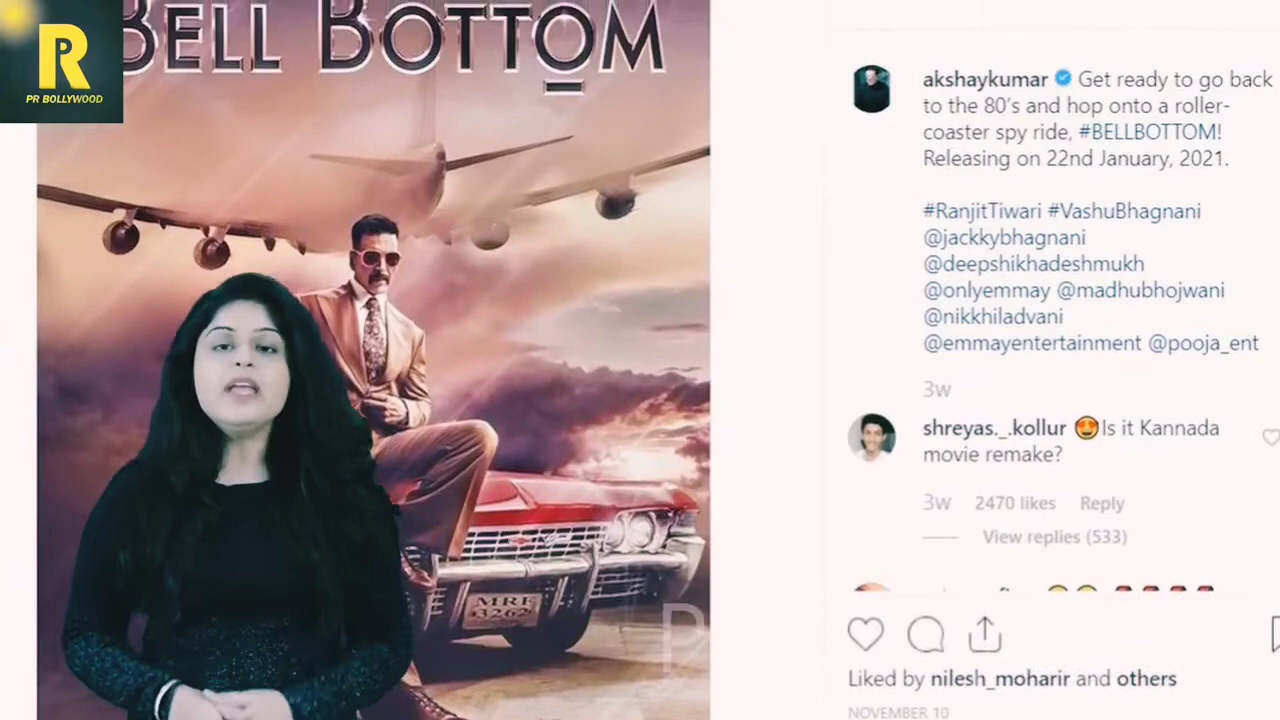 PR
PR BOLLYWOOD
BELL BOTTOM
akshaykumar Get ready to go back
to the 80's and hop onto a roller-
coaster spy ride, #BELLBOTTOM!
Releasing on 22nd January, 2021.
#RanjitTiwari #VashuBhagnani
@jackkybhagnani
@deepshikhadeshmukh
@onlyemmay @madhubhojwani
@nikkhiladvani
@emmayentertainment @pooja_ent
3w
shreyas._.kollur 😍Is it Kannada
movie remake?
3w 2470 likes Reply
View replies (533)
MRF
3262
Liked by nilesh_moharir and others
NOVEMBER 10